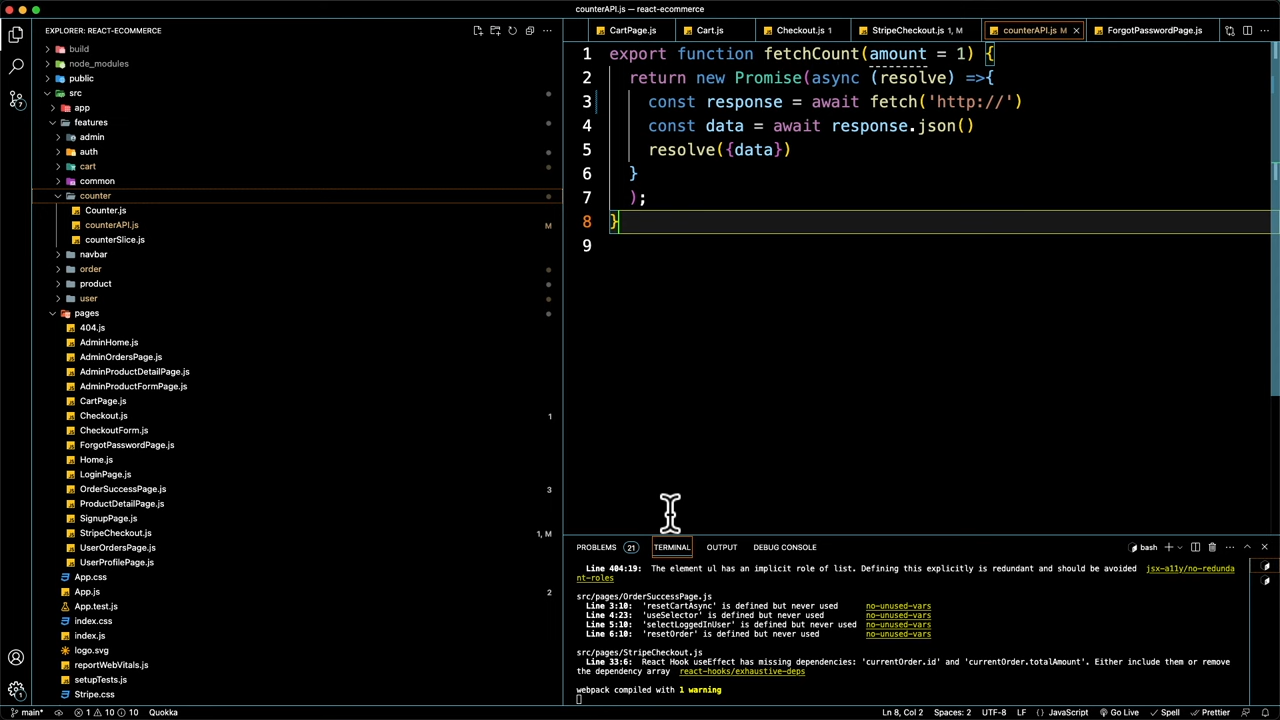 counterAPI.js — react-ecommerce
EXPLORER: REACT-ECOMMERCE
build
node_modules
public
src
app
features
admin
auth
cart
common
counter
Counter.js
counterAPI.js M
counterSlice.js
navbar
order
product
user
pages
404.js
AdminHome.js
AdminOrdersPage.js
AdminProductDetailPage.js
AdminProductFormPage.js
CartPage.js
Checkout.js 1
CheckoutForm.js
ForgotPasswordPage.js
Home.js
LoginPage.js
OrderSuccessPage.js 3
ProductDetailPage.js
SignupPage.js
StripeCheckout.js 1, M
UserOrdersPage.js
UserProfilePage.js
App.css
App.js 2
App.test.js
index.css
index.js
logo.svg
reportWebVitals.js
setupTests.js
Stripe.css
CartPage.js Cart.js Checkout.js 1 StripeCheckout.js 1, M counterAPI.js M ForgotPasswordPage.js
1 export function fetchCount(amount = 1) {
2 return new Promise(async (resolve) =>{
3 const response = await fetch('http://')
4 const data = await response.json()
5 resolve({data})
6 }
7 );
8 }
9
PROBLEMS 21 TERMINAL OUTPUT DEBUG CONSOLE bash
Line 404:19: The element ul has an implicit role of list. Defining this explicitly is redundant and should be avoided jsx-a11y/no-redunda
nt-roles
src/pages/OrderSuccessPage.js
Line 3:10: 'resetCartAsync' is defined but never used no-unused-vars
Line 4:23: 'useSelector' is defined but never used no-unused-vars
Line 5:10: 'selectLoggedInUser' is defined but never used no-unused-vars
Line 6:10: 'resetOrder' is defined but never used no-unused-vars
src/pages/StripeCheckout.js
Line 33:6: React Hook useEffect has missing dependencies: 'currentOrder.id' and 'currentOrder.totalAmount'. Either include them or remove
the dependency array react-hooks/exhaustive-deps
webpack compiled with 1 warning
main* 1 10 10 Quokka Ln 8, Col 2 Spaces: 2 UTF-8 LF { } JavaScript Go Live Spell Prettier